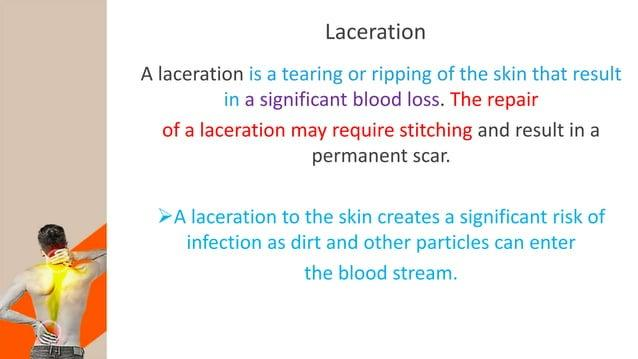 Laceration
A laceration is a tearing or ripping of the skin that result
in a significant blood loss. The repair
of a laceration may require stitching and result in a
permanent scar.
➢A laceration to the skin creates a significant risk of
infection as dirt and other particles can enter
the blood stream.